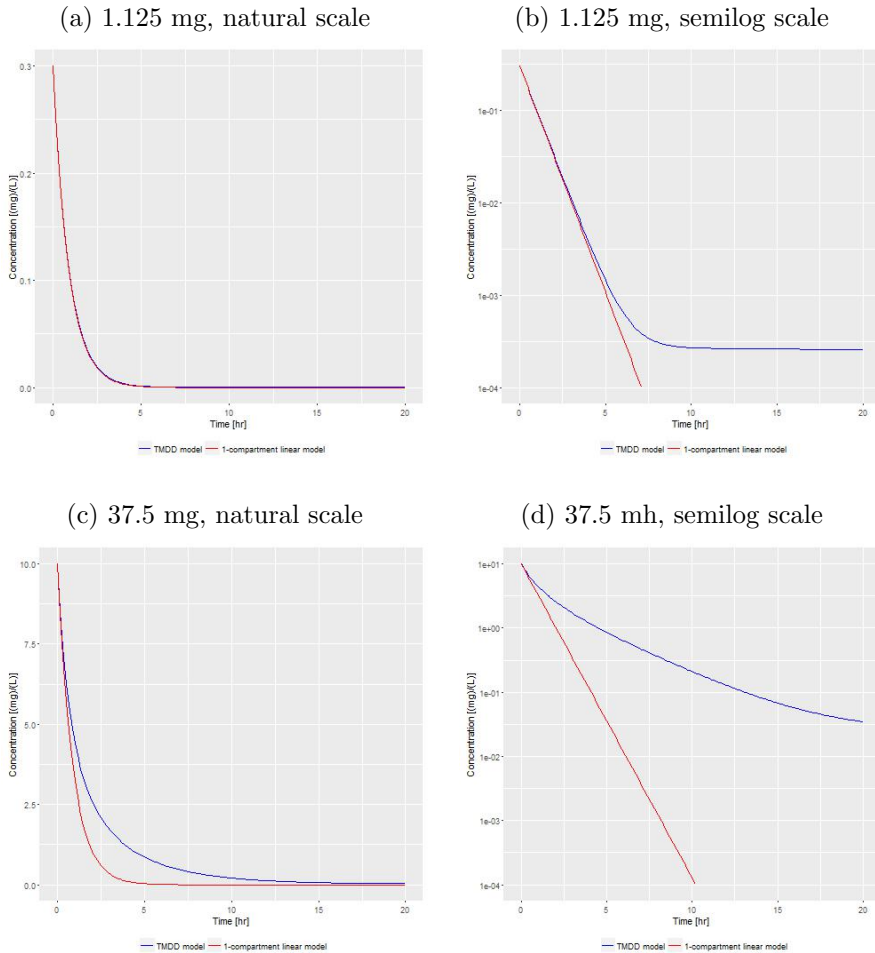 (a) 1.125 mg, natural scale
(b) 1.125 mg, semilog scale
Concentration [(mg)/(L)]
0.3
0.2
0.1
0.0
0 5 10 15 20
Time [hr]
TMDD model 1-compartment linear model
Concentration [(mg)/(L)]
1e-01
1e-02
1e-03
1e-04
0 5 10 15 20
Time [hr]
TMDD model 1-compartment linear model
(c) 37.5 mg, natural scale
(d) 37.5 mh, semilog scale
Concentration [(mg)/(L)]
10.0
7.5
5.0
2.5
0.0
0 5 10 15 20
Time [hr]
TMDD model 1-compartment linear model
Concentration [(mg)/(L)]
1e+01
1e+00
1e-01
1e-02
1e-03
1e-04
0 5 10 15 20
Time [hr]
TMDD model 1-compartment linear model